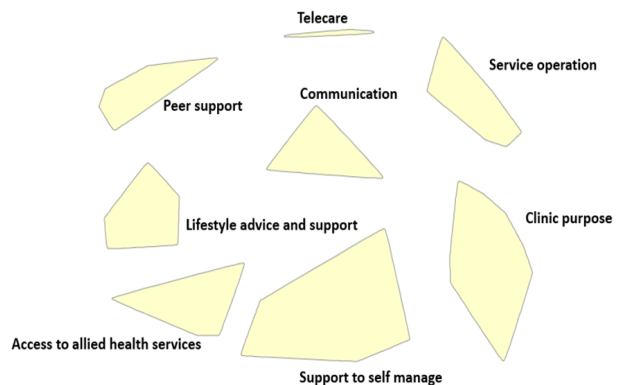 Telecare
Service operation
Communication
Peer support
Clinic purpose
Lifestyle advice and support
Access to allied health services
Support to self manage